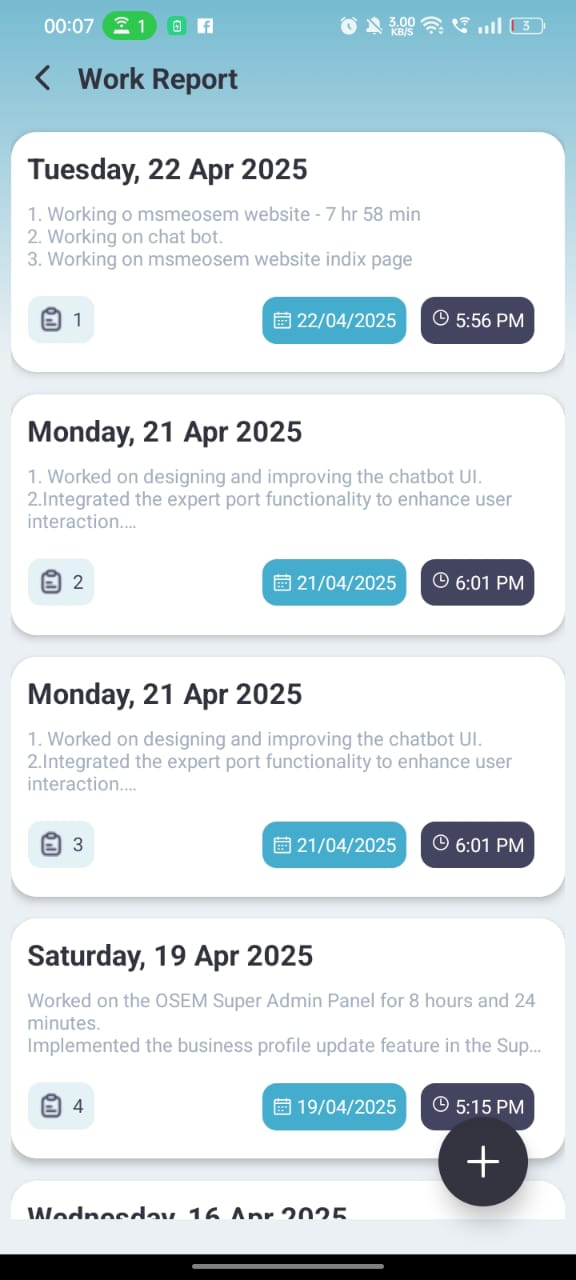 00:07 1
3.00 KB/S 3
Work Report
Tuesday, 22 Apr 2025
1. Working o msmeosem website - 7 hr 58 min
2. Working on chat bot.
3. Working on msmeosem website indix page
1 22/04/2025 5:56 PM
Monday, 21 Apr 2025
1. Worked on designing and improving the chatbot UI.
2.Integrated the expert port functionality to enhance user
interaction....
2 21/04/2025 6:01 PM
Monday, 21 Apr 2025
1. Worked on designing and improving the chatbot UI.
2.Integrated the expert port functionality to enhance user
interaction....
3 21/04/2025 6:01 PM
Saturday, 19 Apr 2025
Worked on the OSEM Super Admin Panel for 8 hours and 24
minutes.
Implemented the business profile update feature in the Sup...
4 19/04/2025 5:15 PM
Wednesday, 16 Apr 2025